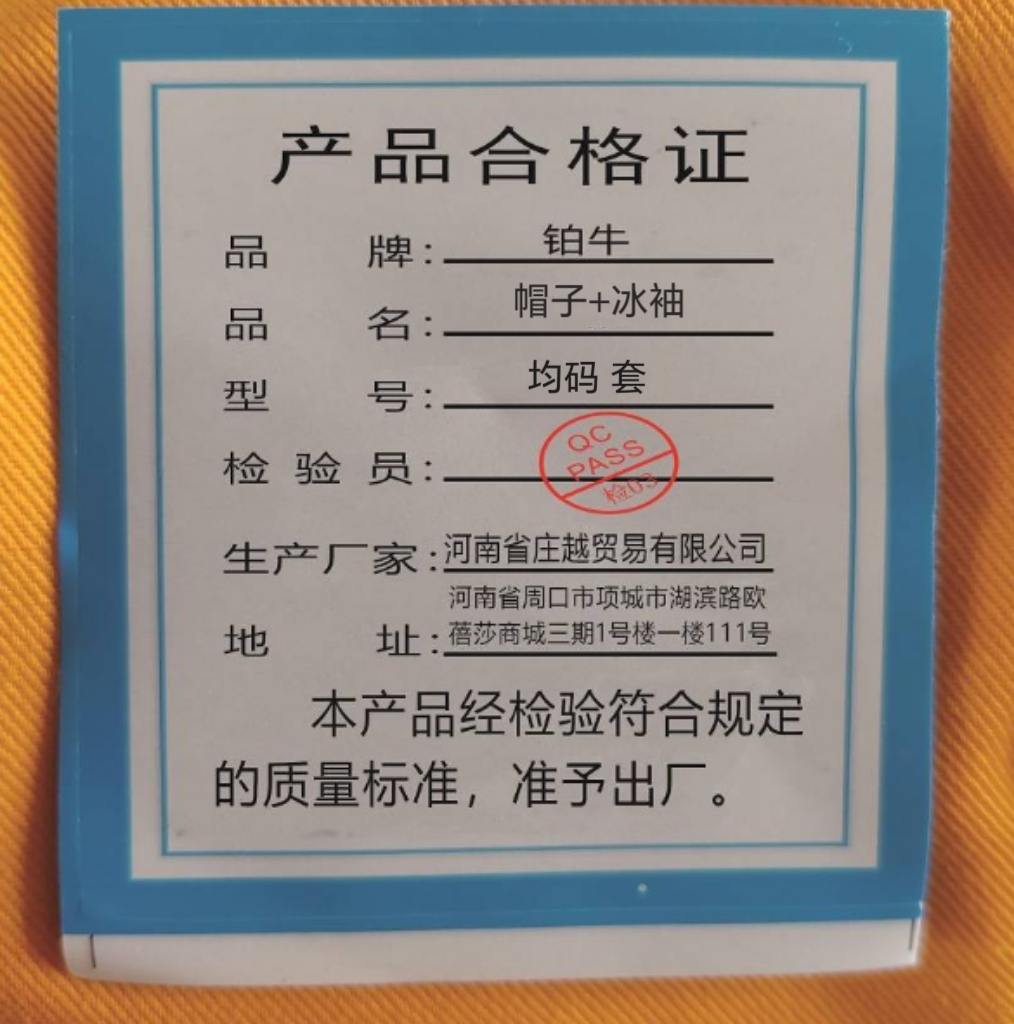 产品合格证
品 牌：铂牛
品 名：帽子+冰袖
型 号：均码 套
检 验 员：
QC
PASS
检03
生产厂家：河南省庄越贸易有限公司
河南省周口市项城市湖滨路欧
地 址：蓓莎商城三期1号楼一楼111号
本产品经检验符合规定
的质量标准，准予出厂。